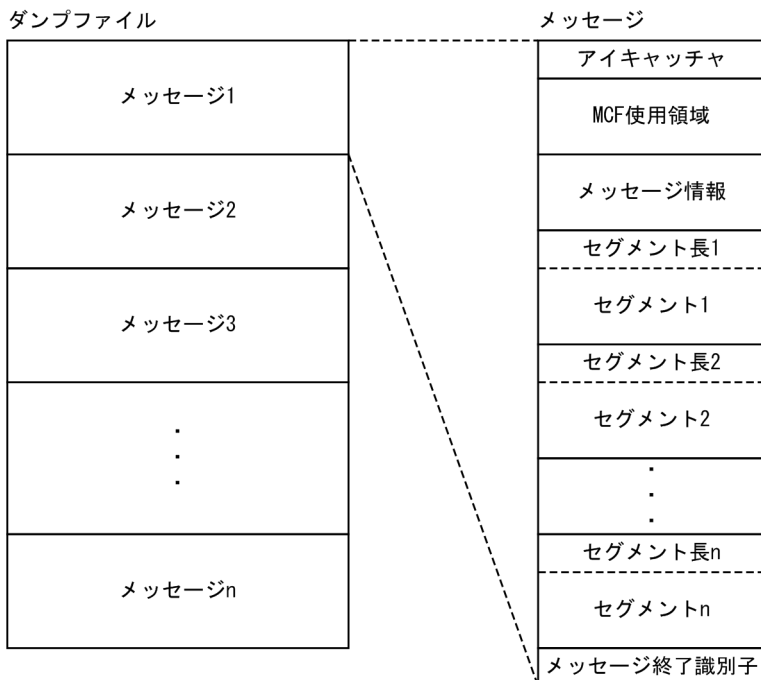 ダンプファイル
メッセージ1
メッセージ2
メッセージ3
・
・
・
メッセージn
メッセージ
アイキャッチャ
MCF使用領域
メッセージ情報
セグメント長1
セグメント1
セグメント長2
セグメント2
・
・
・
セグメント長n
セグメントn
メッセージ終了識別子